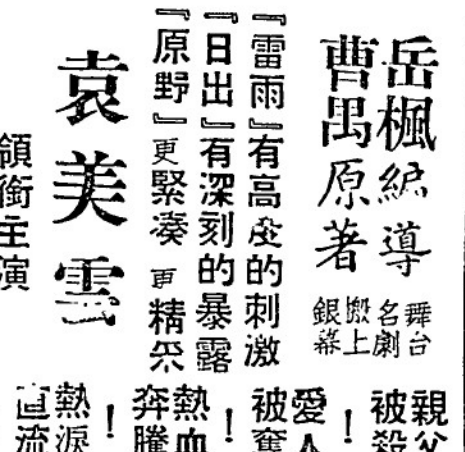 岳楓編導
曹禺原著
舞台名劇
搬上銀幕
『雷雨』有高度的刺激
『日出』有深刻的暴露
『原野』更緊湊更精采
袁美雲
領銜主演
親父
被殺
！
愛人
被奪
！
熱血
奔騰
！
熱淚
直流